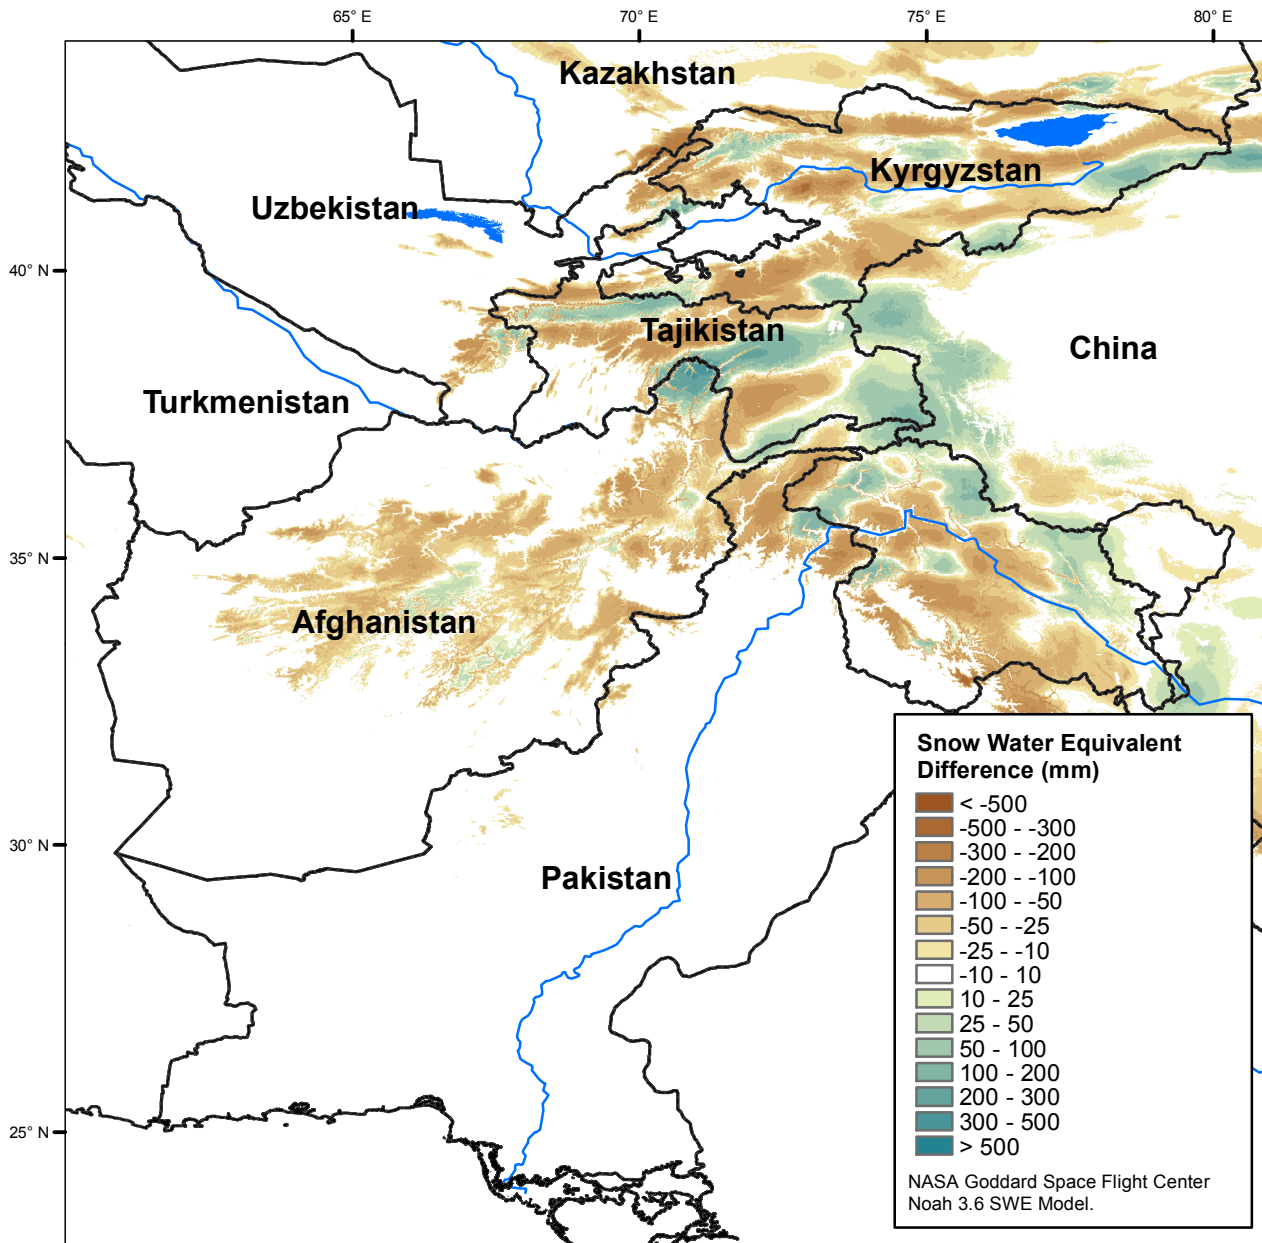 65° E
70° E
75° E
80° E
Kazakhstan
Kyrgyzstan
Uzbekistan
40° N
Tajikistan
China
Turkmenistan
35° N
Afghanistan
Snow Water Equivalent
Difference (mm)
< -500
-500 - -300
-300 - -200
-200 - -100
-100 - -50
-50 - -25
-25 - -10
-10 - 10
10 - 25
25 - 50
50 - 100
100 - 200
200 - 300
300 - 500
> 500
NASA Goddard Space Flight Center
Noah 3.6 SWE Model.
30° N
Pakistan
25° N